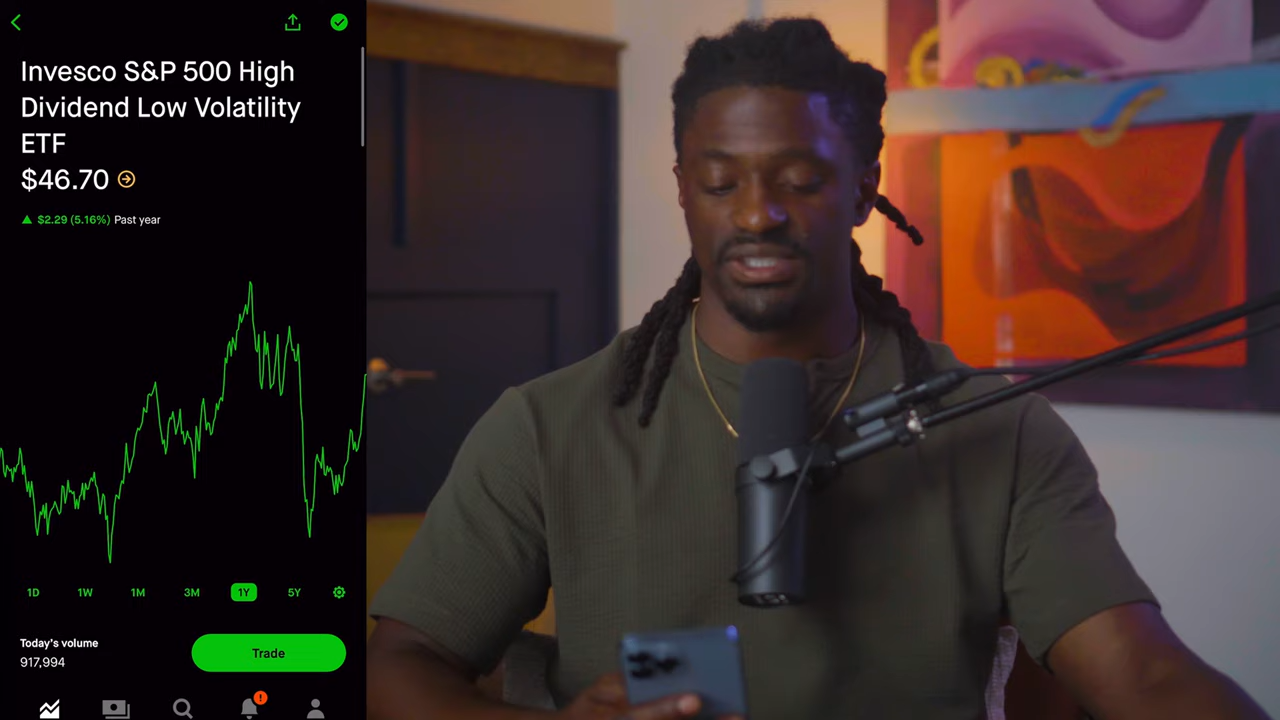 Invesco S&P 500 High
Dividend Low Volatility
ETF
$46.70
▲ $2.29 (5.16%) Past year
1D 1W 1M 3M 1Y 5Y
Today's volume
917,994
Trade
!